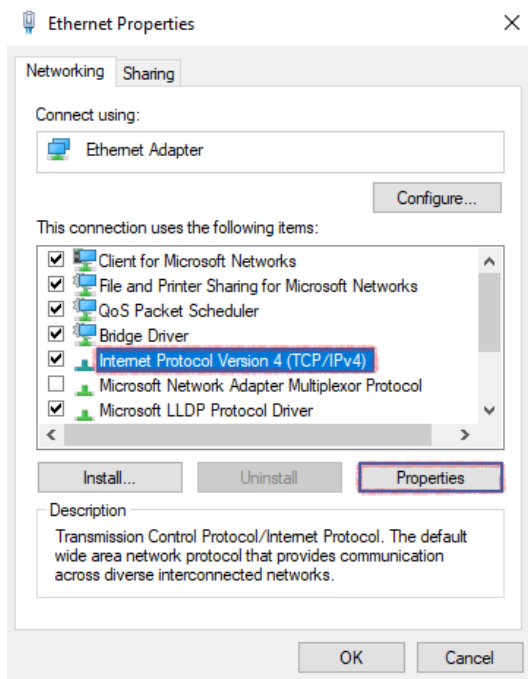 Ethernet Properties
Networking
Sharing
Connect using:
Ethernet Adapter
Configure...
This connection uses the following items:
Client for Microsoft Networks
File and Printer Sharing for Microsoft Networks
QoS Packet Scheduler
Bridge Driver
Internet Protocol Version 4 (TCP/IPv4)
Microsoft Network Adapter Multiplexor Protocol
Microsoft LLDP Protocol Driver
Install...
Uninstall
Properties
Description
Transmission Control Protocol/Internet Protocol. The default
wide area network protocol that provides communication
across diverse interconnected networks.
OK
Cancel